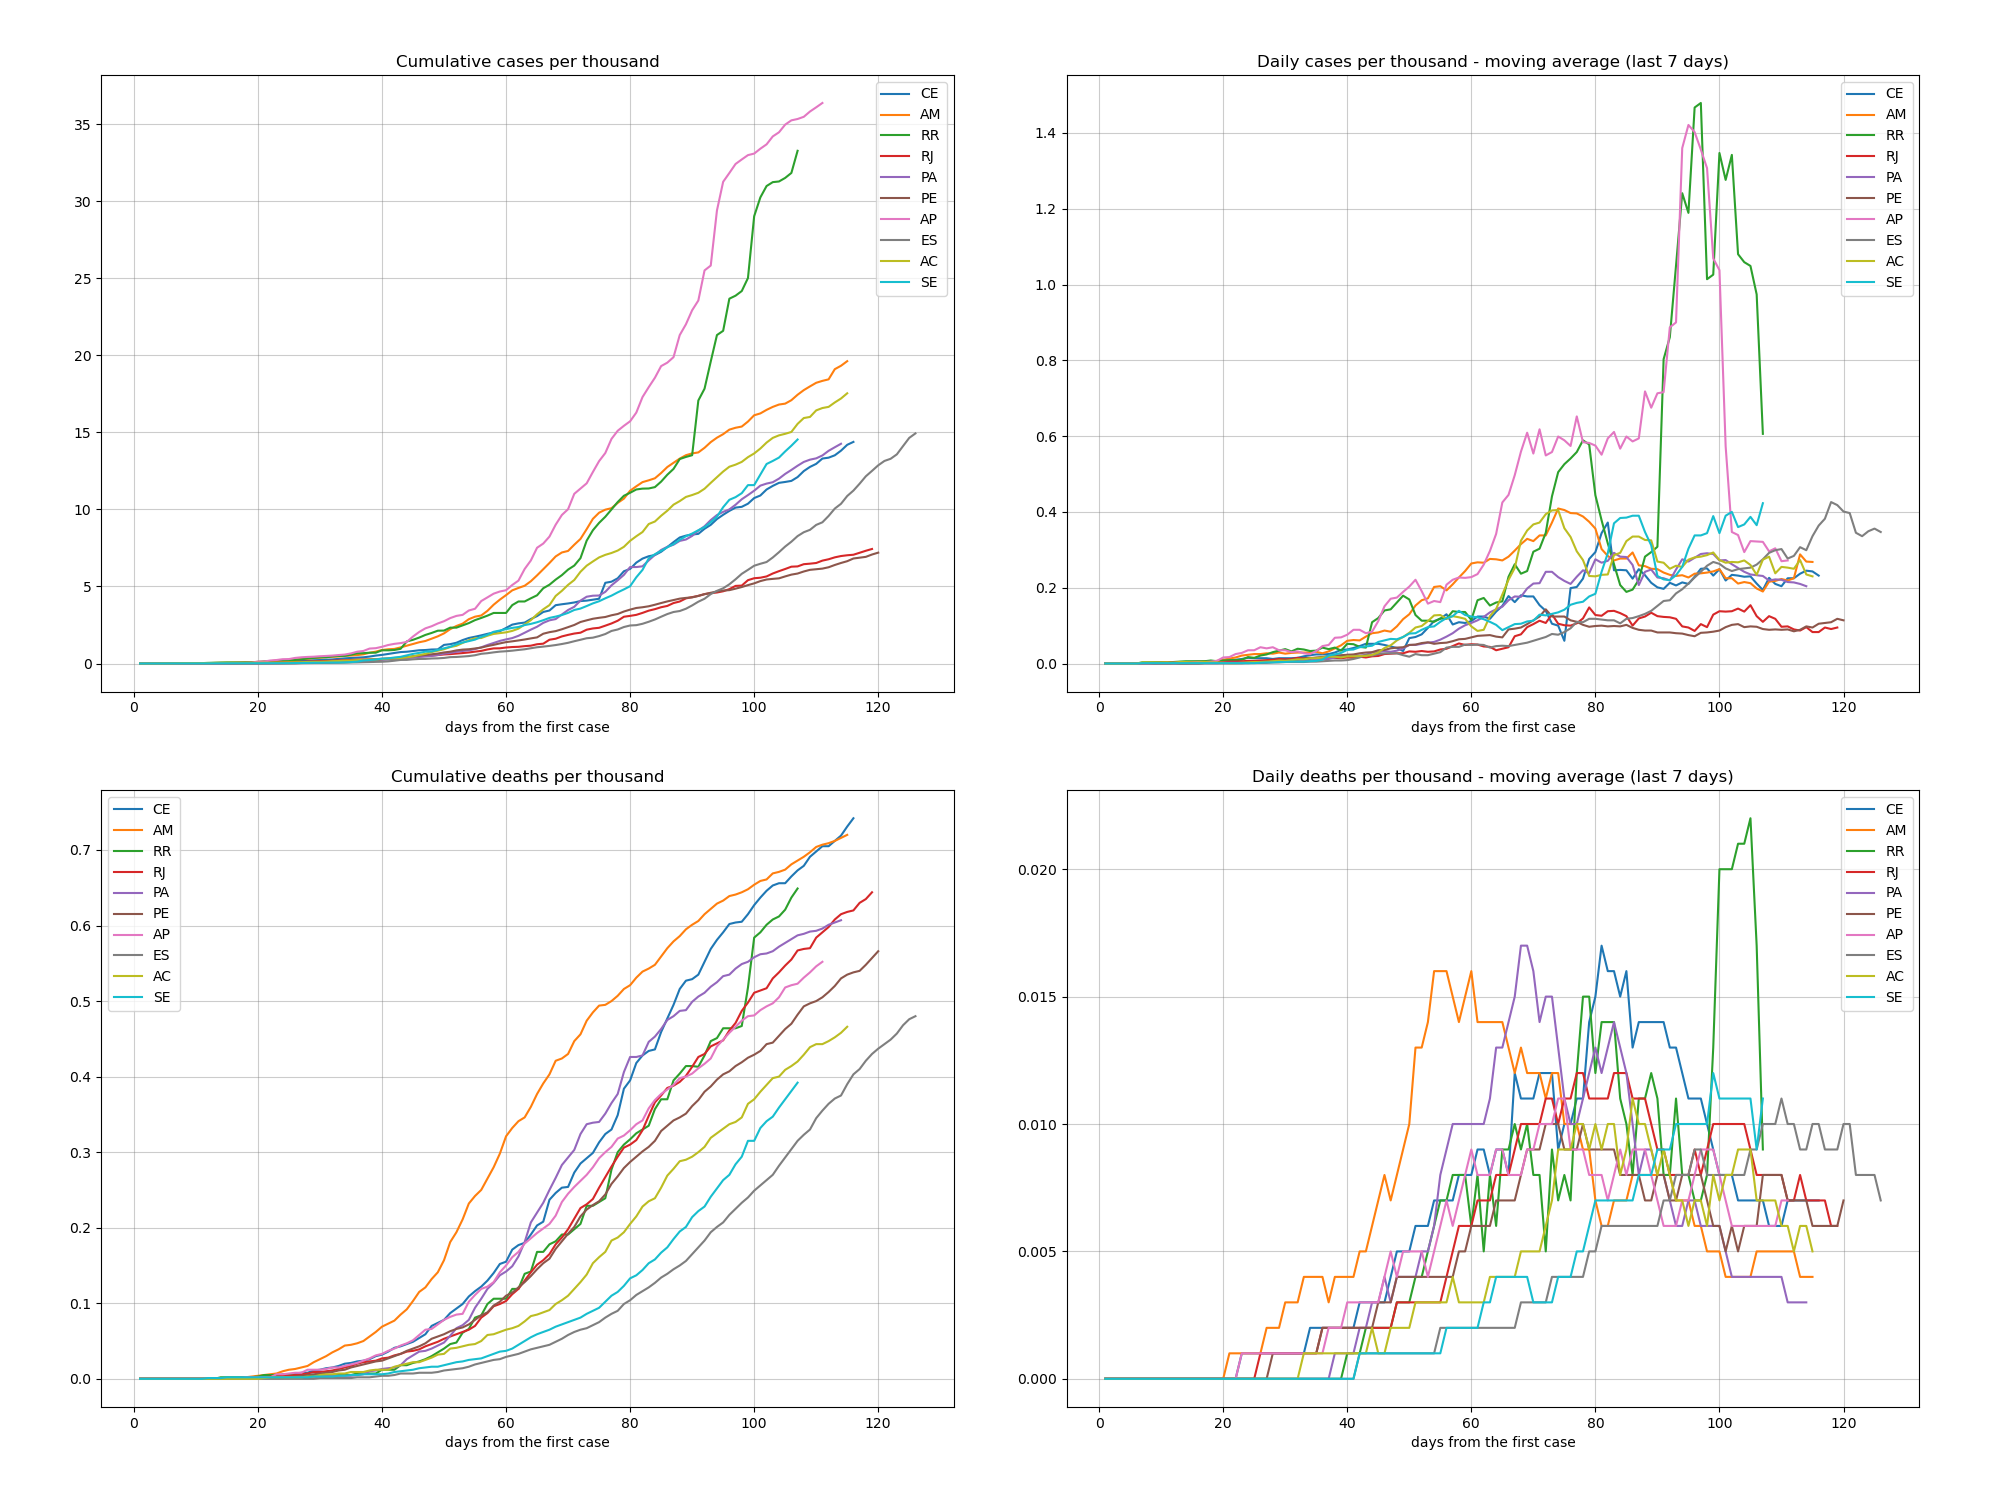 Cumulative cases per thousand
35
30
25
20
15
10
5
0
0 20 40 60 80 100 120
days from the first case
CE
AM
RR
RJ
PA
PE
AP
ES
AC
SE
Daily cases per thousand - moving average (last 7 days)
1.4
1.2
1.0
0.8
0.6
0.4
0.2
0.0
0 20 40 60 80 100 120
days from the first case
CE
AM
RR
RJ
PA
PE
AP
ES
AC
SE
Cumulative deaths per thousand
0.7
0.6
0.5
0.4
0.3
0.2
0.1
0.0
0 20 40 60 80 100 120
days from the first case
CE
AM
RR
RJ
PA
PE
AP
ES
AC
SE
Daily deaths per thousand - moving average (last 7 days)
0.020
0.015
0.010
0.005
0.000
0 20 40 60 80 100 120
days from the first case
CE
AM
RR
RJ
PA
PE
AP
ES
AC
SE